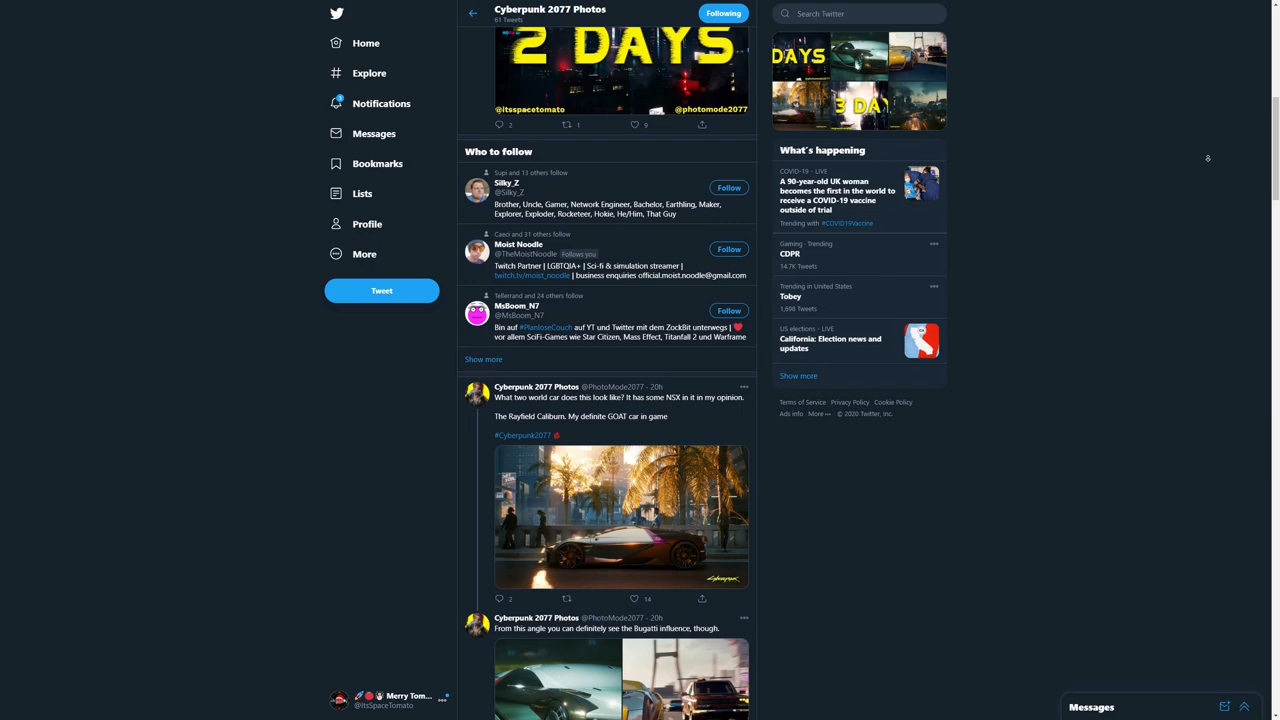 Home
Explore
Notifications
Messages
Bookmarks
Lists
Profile
More
Tweet
Merry Tom...
@ItsSpaceTomato
Cyberpunk 2077 Photos
61 Tweets
Following
2 DAYS
@itsspacetomato
@photomode2077
2
1
9
Who to follow
Supi and 13 others follow
Silky_Z
@Silky_Z
Follow
Brother, Uncle, Gamer, Network Engineer, Bachelor, Earthling, Maker,
Explorer, Exploder, Rocketeer, Hokie, He/Him, That Guy
Caeci and 31 others follow
Moist Noodle
@TheMoistNoodle Follows you
Follow
Twitch Partner | LGBTQIA+ | Sci-fi & simulation streamer |
twitch.tv/moist_noodle | business enquiries official.moist.noodle@gmail.com
Tellerrand and 24 others follow
MsBoom_N7
@MsBoom_N7
Follow
Bin auf #PlanloseCouch auf YT und Twitter mit dem ZockBit unterwegs |
vor allem SciFi-Games wie Star Citizen, Mass Effect, Titanfall 2 und Warframe
Show more
Cyberpunk 2077 Photos @PhotoMode2077 · 20h
What two world car does this look like? It has some NSX in it in my opinion.
The Rayfield Caliburn. My definite GOAT car in game
#Cyberpunk2077
Cyberpunk
2
14
Cyberpunk 2077 Photos @PhotoMode2077 · 20h
From this angle you can definitely see the Bugatti influence, though.
Search Twitter
DAYS
3 DAY
What's happening
COVID-19 · LIVE
A 90-year-old UK woman
becomes the first in the world to
receive a COVID-19 vaccine
outside of trial
Trending with #COVID19Vaccine
Gaming · Trending
CDPR
14.7K Tweets
Trending in United States
Tobey
1,698 Tweets
US elections · LIVE
California: Election news and
updates
Show more
Terms of Service Privacy Policy Cookie Policy
Ads info More © 2020 Twitter, Inc.
Messages